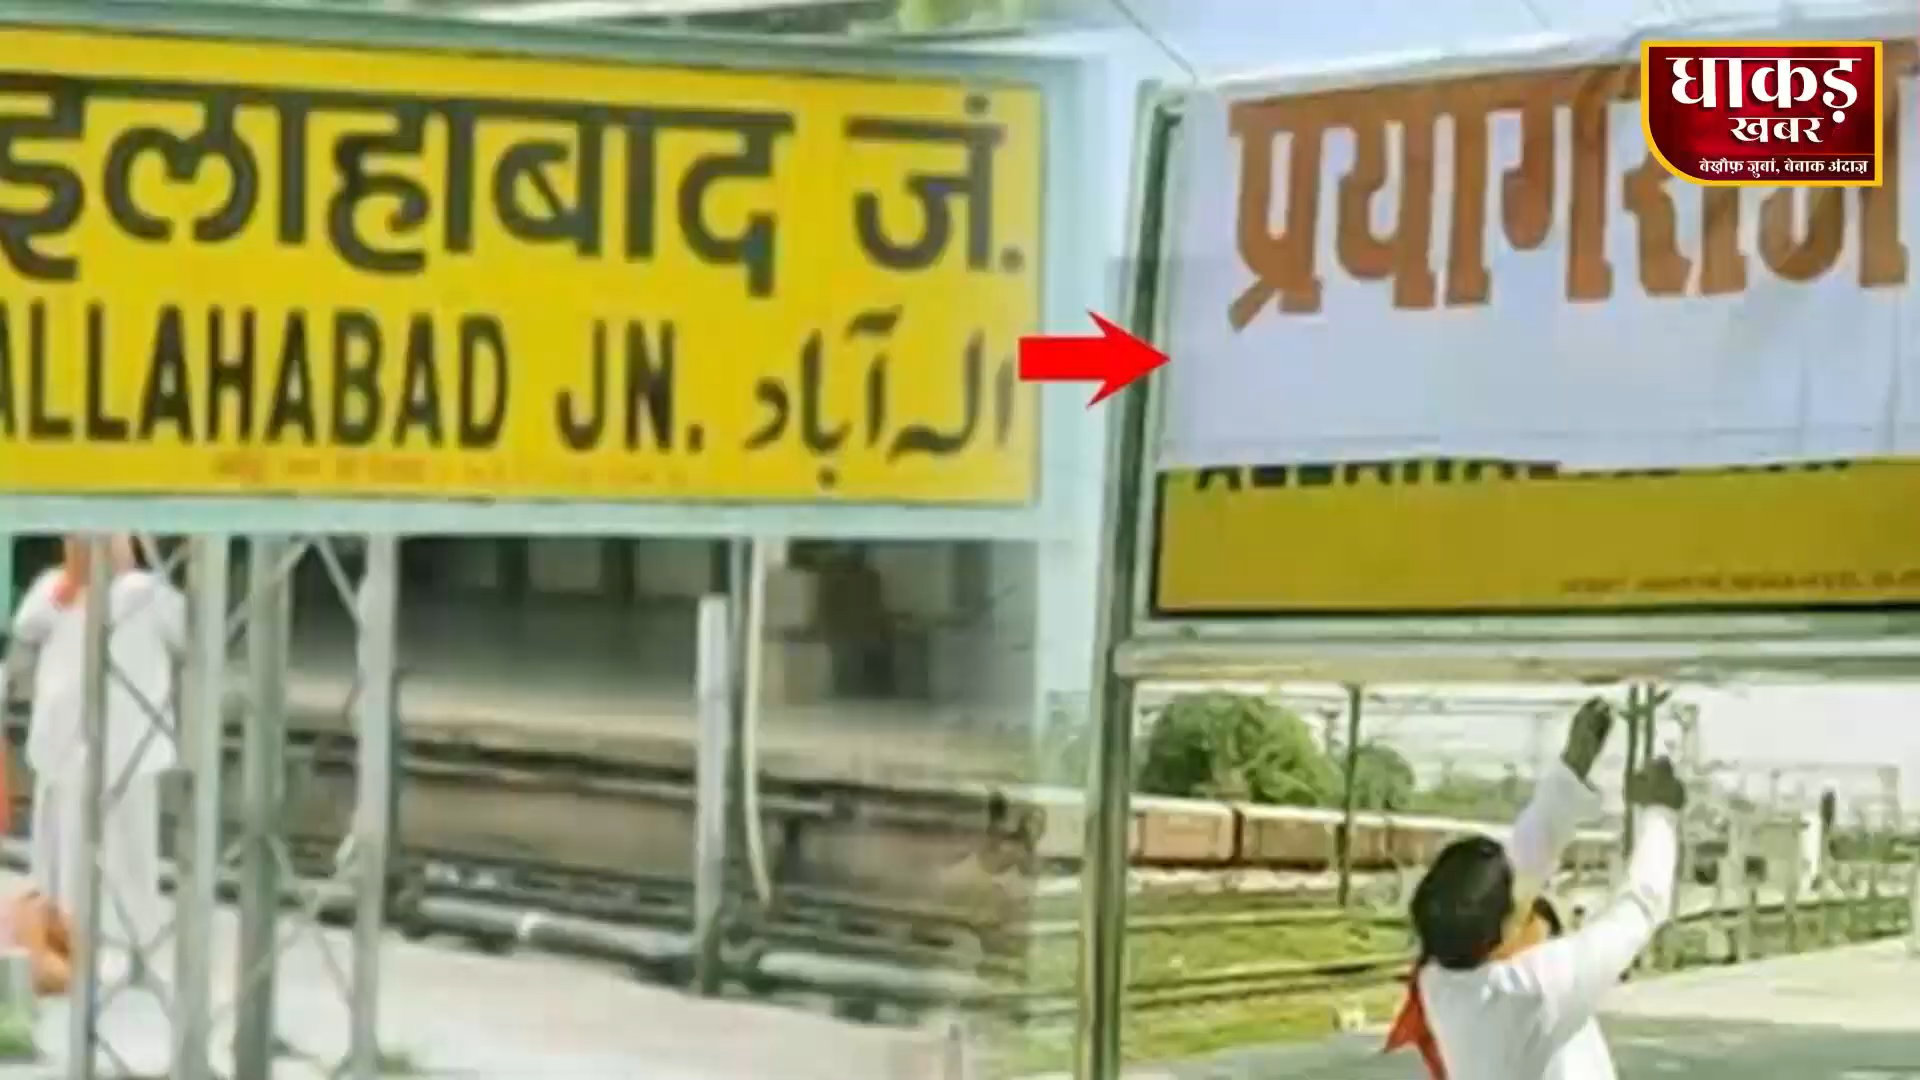 इलाहाबाद जं.
ALLAHABAD JN. الہ آباد
प्रयागराज
धाकड़
खबर
बेख़ौफ़ जुबां, बेबाक अंदाज़